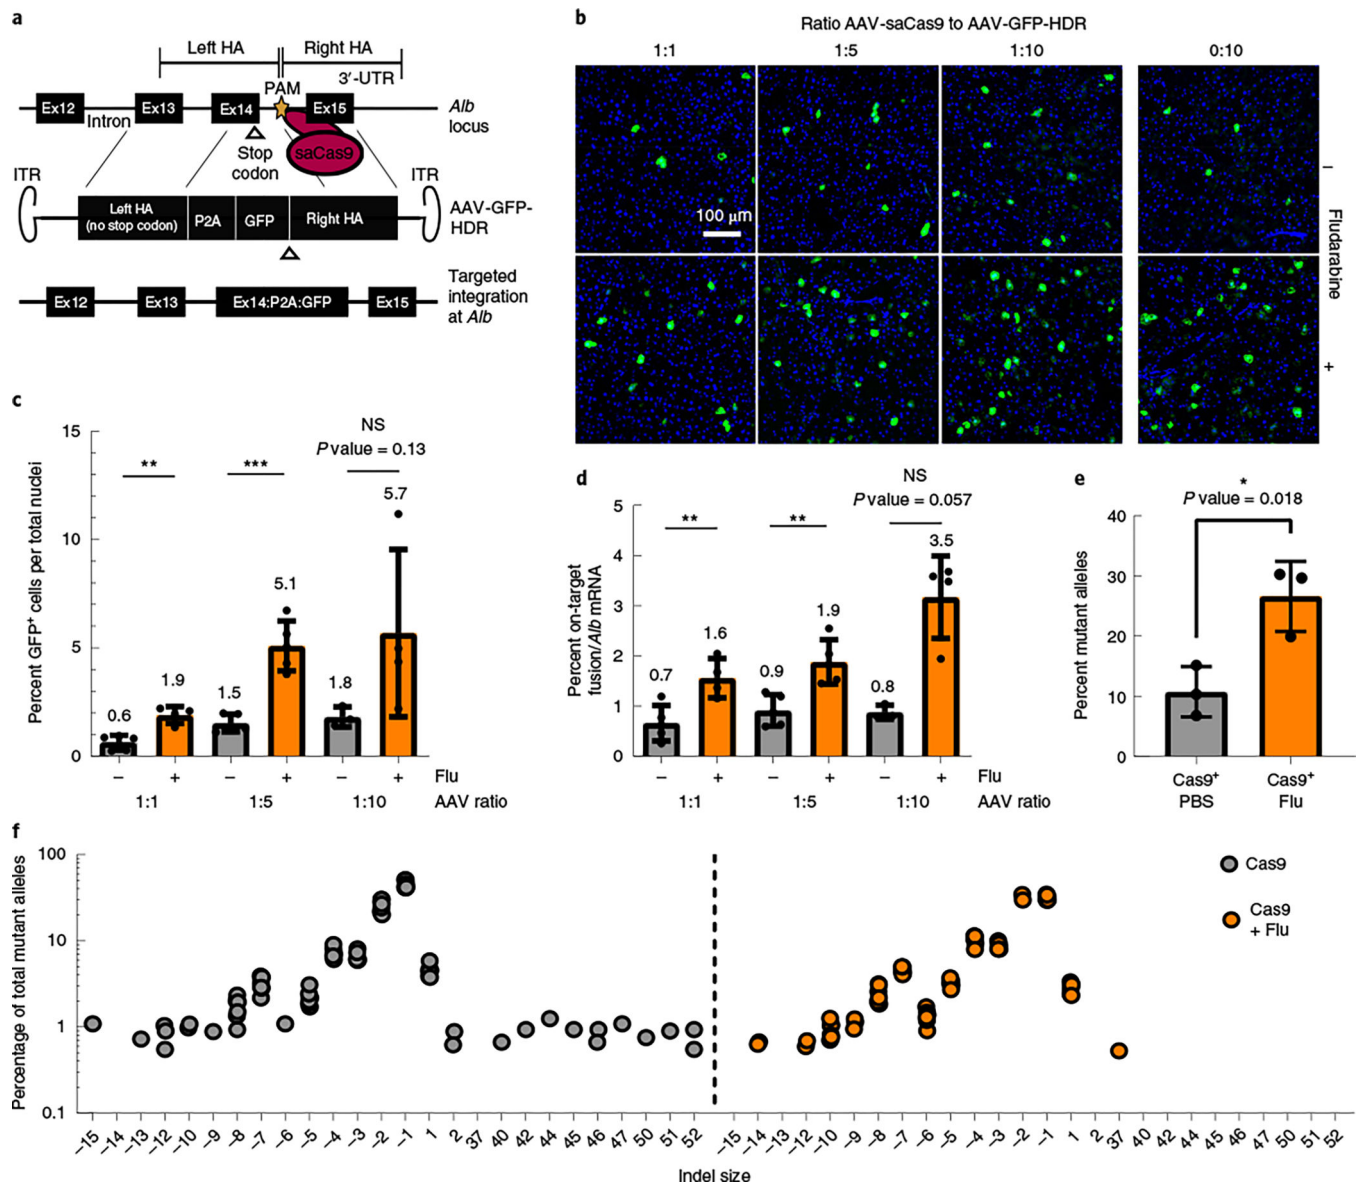 a
Left HA
Right HA
PAM
3′-UTR
Ex12
Intron
Ex13
Ex14
Ex15
Alb
locus
Stop
codon
saCas9
ITR
ITR
Left HA
(no stop codon)
P2A
GFP
Right HA
AAV-GFP-
HDR
Ex12
Ex13
Ex14:P2A:GFP
Ex15
Targeted
integration
at Alb
b
Ratio AAV-saCas9 to AAV-GFP-HDR
1:1
1:5
1:10
0:10
100 µm
–
Fludarabine
+
c
Percent GFP⁺ cells per total nuclei
15
10
5
0
**
***
NS
P value = 0.13
0.6
1.9
1.5
5.1
1.8
5.7
– + – + – + Flu
1:1 1:5 1:10 AAV ratio
d
Percent on-target
fusion/Alb mRNA
5
4
3
2
1
0
**
**
NS
P value = 0.057
0.7
1.6
0.9
1.9
0.8
3.5
– + – + – + Flu
1:1 1:5 1:10 AAV ratio
e
Percent mutant alleles
40
30
20
10
0
*
P value = 0.018
Cas9⁺
PBS
Cas9⁺
Flu
f
Percentage of total mutant alleles
100
10
1
0.1
Cas9
Cas9
+ Flu
–15 –14 –13 –12 –10 –9 –8 –7 –6 –5 –4 –3 –2 –1 1 2 37 40 42 44 45 46 47 50 51 52 –15 –14 –13 –12 –10 –9 –8 –7 –6 –5 –4 –3 –2 –1 1 2 37 40 42 44 45 46 47 50 51 52
Indel size